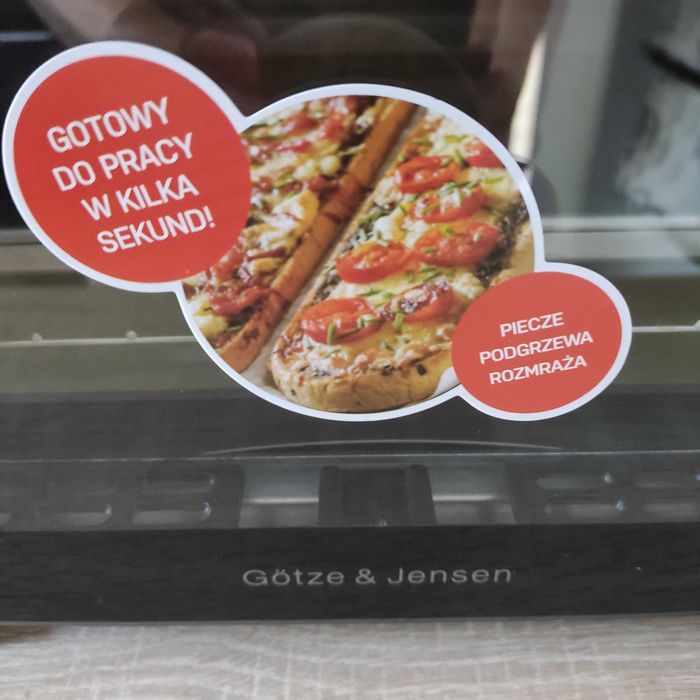 GOTOWY
DO PRACY
W KILKA
SEKUND!
PIECZE
PODGRZEWA
ROZMRAŻA
Götze & Jensen